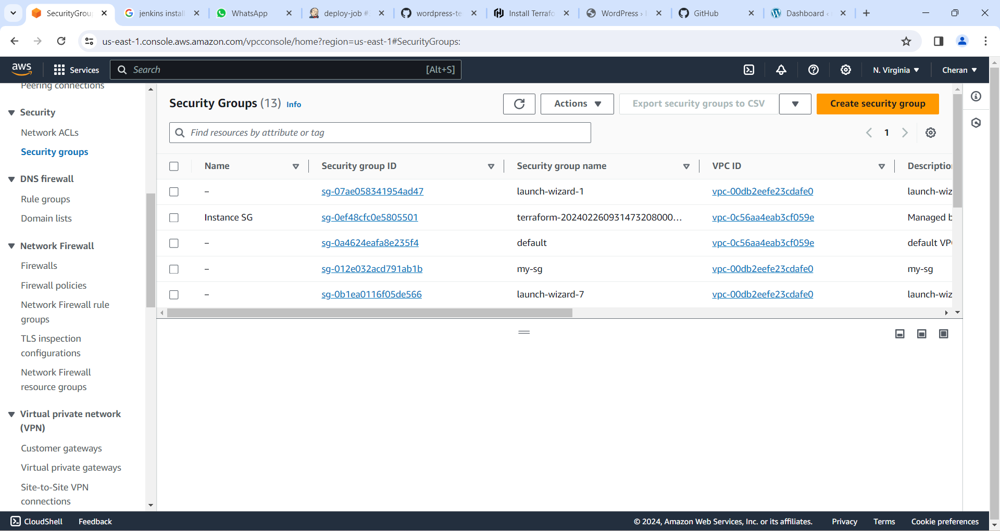 SecurityGroup
jenkins install
WhatsApp
deploy-job #
wordpress-te
Install Terrafo
WordPress ›
GitHub
Dashboard ‹
us-east-1.console.aws.amazon.com/vpcconsole/home?region=us-east-1#SecurityGroups:
aws
Services
Search
[Alt+S]
N. Virginia
Cheran
Peering connections
Security
Network ACLs
Security groups
DNS firewall
Rule groups
Domain lists
Network Firewall
Firewalls
Firewall policies
Network Firewall rule
groups
TLS inspection
configurations
Network Firewall
resource groups
Virtual private network
(VPN)
Customer gateways
Virtual private gateways
Site-to-Site VPN
connections
Security Groups (13) Info
Actions
Export security groups to CSV
Create security group
Find resources by attribute or tag
1
Name Security group ID Security group name VPC ID Descriptio
– sg-07ae058341954ad47 launch-wizard-1 vpc-00db2eefe23cdafe0 launch-wiz
Instance SG sg-0ef48cfc0e5805501 terraform-202402260931473208000... vpc-0c56aa4eab3cf059e Managed b
– sg-0a4624eafa8e235f4 default vpc-0c56aa4eab3cf059e default VP
– sg-012e032acd791ab1b my-sg vpc-00db2eefe23cdafe0 my-sg
– sg-0b1ea0116f05de566 launch-wizard-7 vpc-00db2eefe23cdafe0 launch-wiz
CloudShell
Feedback
© 2024, Amazon Web Services, Inc. or its affiliates.
Privacy
Terms
Cookie preferences